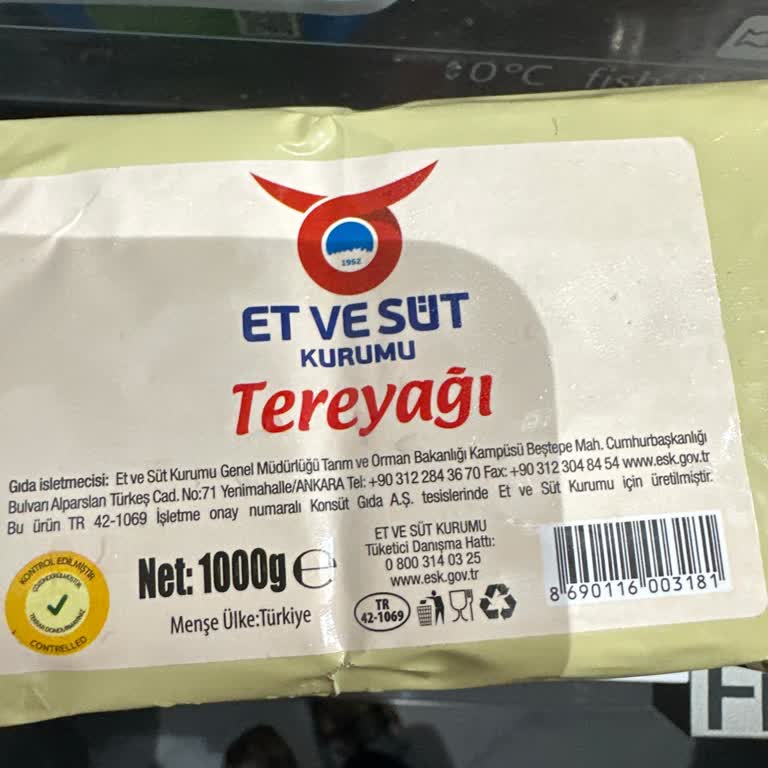 0°C
1952
ET VE SÜT
KURUMU
Tereyağı
Gıda isletmecisi: Et ve Süt Kurumu Genel Müdürlüğü Tarım ve Orman Bakanlığı Kampüsü Beştepe Mah. Cumhurbaşkanlığı
Bulvarı Alparslan Türkeş Cad. No:71 Yenimahalle/ANKARA Tel: +90 312 284 36 70 Fax: +90 312 304 84 54 www.esk.gov.tr
Bu ürün TR 42-1069 İşletme onay numaralı Konsüt Gıda A.Ş. tesislerinde Et ve Süt Kurumu için üretilmiştir.
KONTROL EDİLMİŞTİR
CONTROLLED
Net: 1000g e
Menşe Ülke:Türkiye
ET VE SÜT KURUMU
Tüketici Danışma Hattı:
0 800 314 03 25
www.esk.gov.tr
TR
42-1069
8 690116 003181